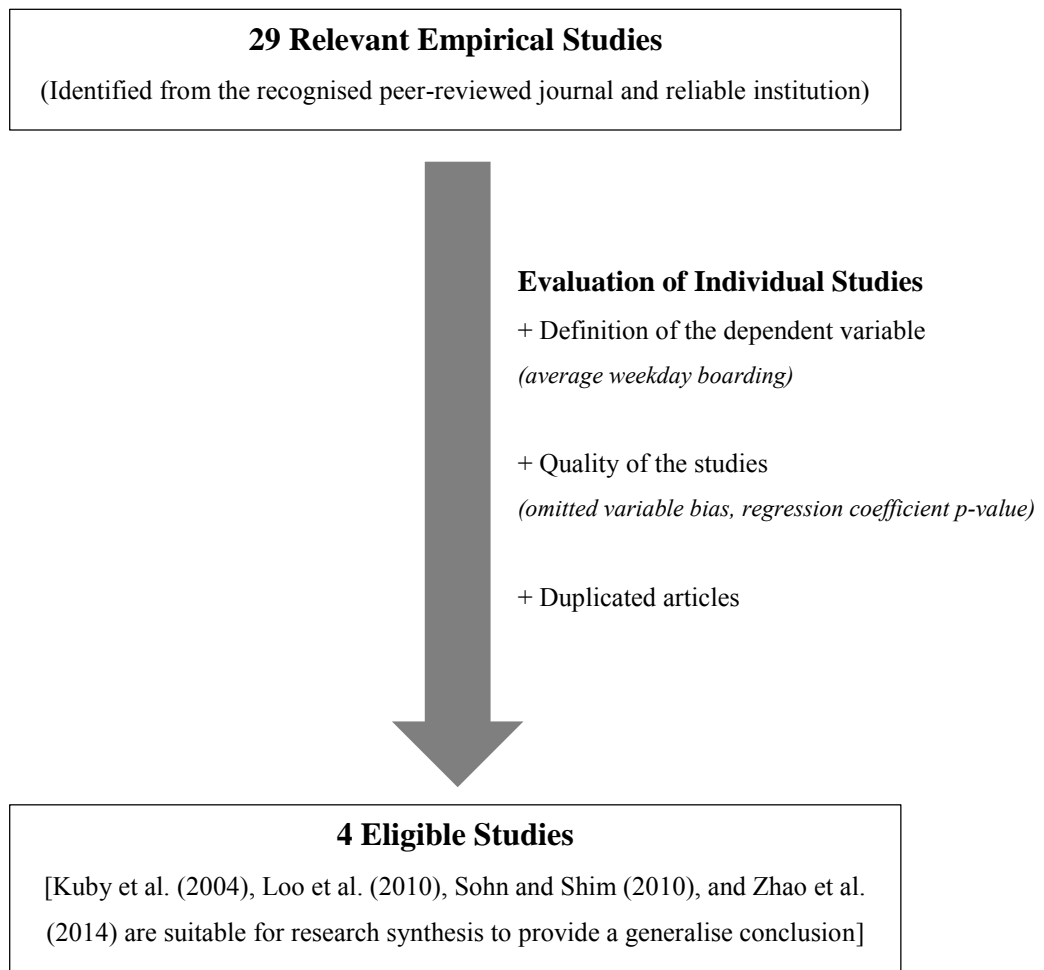 29 Relevant Empirical Studies
(Identified from the recognised peer-reviewed journal and reliable institution)
Evaluation of Individual Studies
+ Definition of the dependent variable
(average weekday boarding)
+ Quality of the studies
(omitted variable bias, regression coefficient p-value)
+ Duplicated articles
4 Eligible Studies
[Kuby et al. (2004), Loo et al. (2010), Sohn and Shim (2010), and Zhao et al.
(2014) are suitable for research synthesis to provide a generalise conclusion]